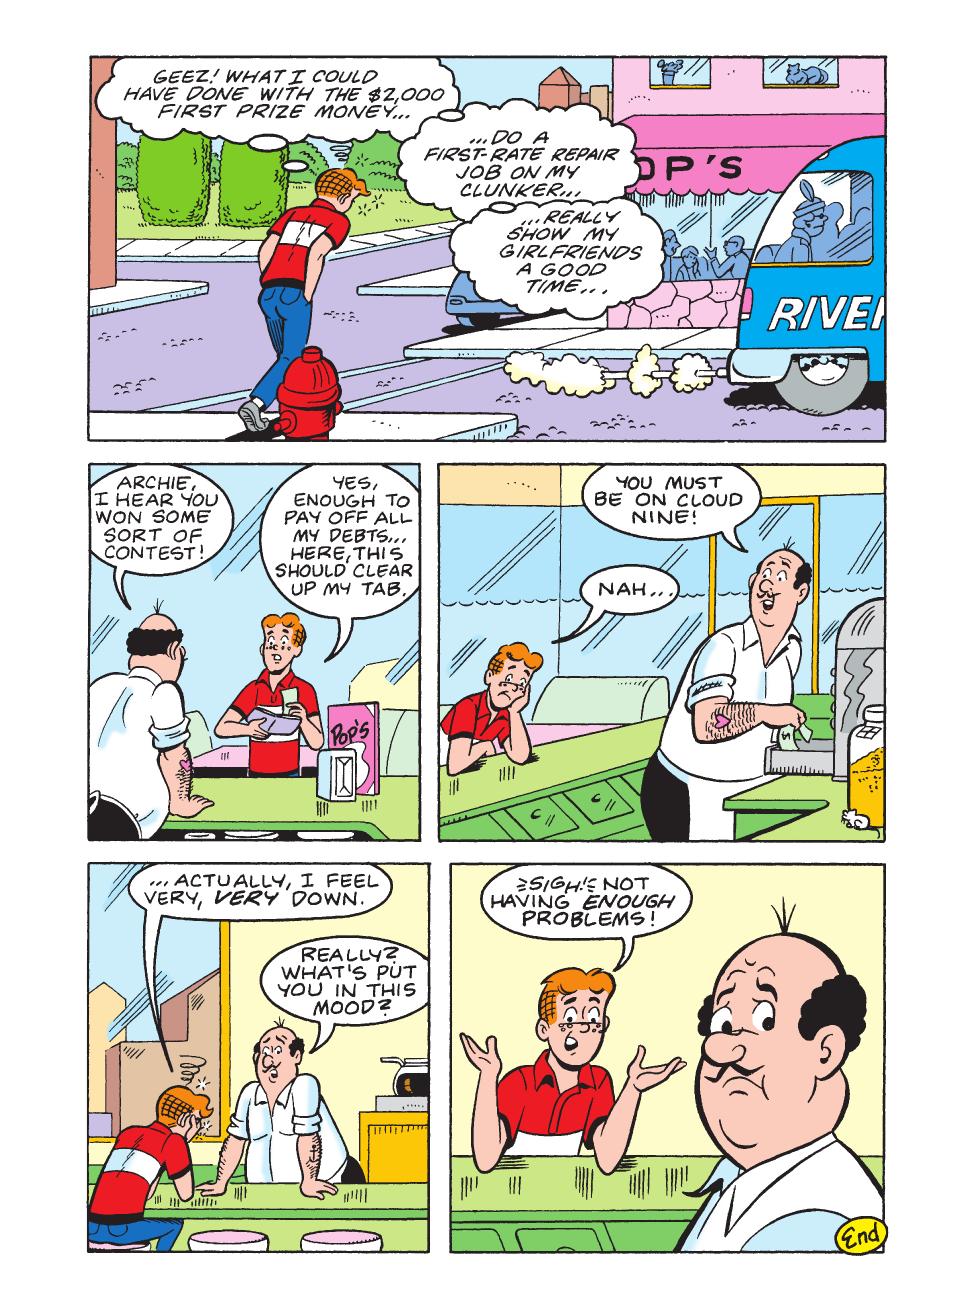 GEEZ! WHAT I COULD
HAVE DONE WITH THE $2,000
FIRST PRIZE MONEY...
...DO A
FIRST-RATE REPAIR
JOB ON MY
CLUNKER...
...REALLY
SHOW MY
GIRLFRIENDS
A GOOD
TIME...
OP'S
RIVER
ARCHIE,
I HEAR YOU
WON SOME
SORT OF
CONTEST!
YES,
ENOUGH TO
PAY OFF ALL
MY DEBTS...
HERE, THIS
SHOULD CLEAR
UP MY TAB.
POP'S
YOU MUST
BE ON CLOUD
NINE!
NAH...
$
...ACTUALLY, I FEEL
VERY, VERY DOWN.
REALLY?
WHAT'S PUT
YOU IN THIS
MOOD?
SIGH! NOT
HAVING ENOUGH
PROBLEMS!
End